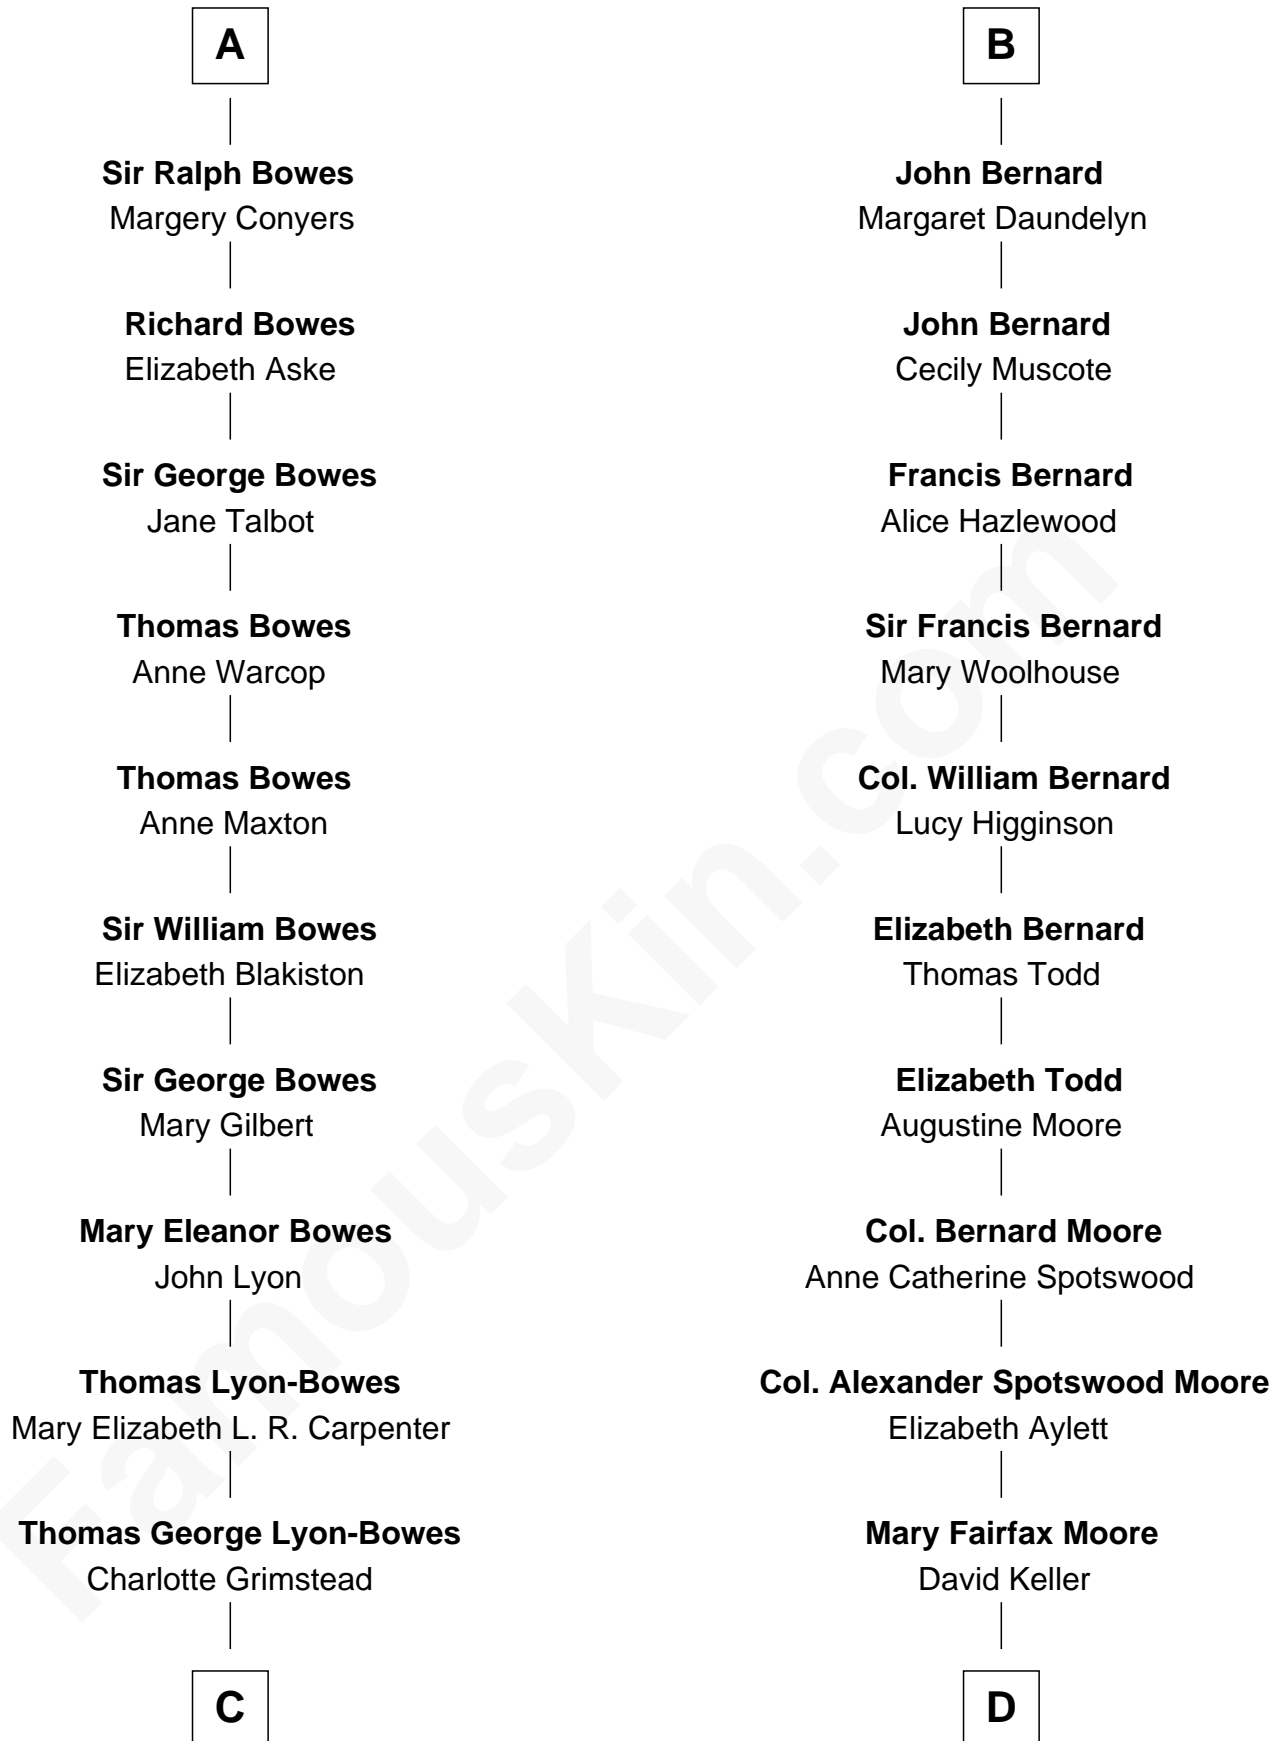 A
Sir Ralph Bowes
Margery Conyers
Richard Bowes
Elizabeth Aske
Sir George Bowes
Jane Talbot
Thomas Bowes
Anne Warcop
Thomas Bowes
Anne Maxton
Sir William Bowes
Elizabeth Blakiston
Sir George Bowes
Mary Gilbert
Mary Eleanor Bowes
John Lyon
Thomas Lyon-Bowes
Mary Elizabeth L. R. Carpenter
Thomas George Lyon-Bowes
Charlotte Grimstead
C
B
John Bernard
Margaret Daundelyn
John Bernard
Cecily Muscote
Francis Bernard
Alice Hazlewood
Sir Francis Bernard
Mary Woolhouse
Col. William Bernard
Lucy Higginson
Elizabeth Bernard
Thomas Todd
Elizabeth Todd
Augustine Moore
Col. Bernard Moore
Anne Catherine Spotswood
Col. Alexander Spotswood Moore
Elizabeth Aylett
Mary Fairfax Moore
David Keller
D
FamousKin.com